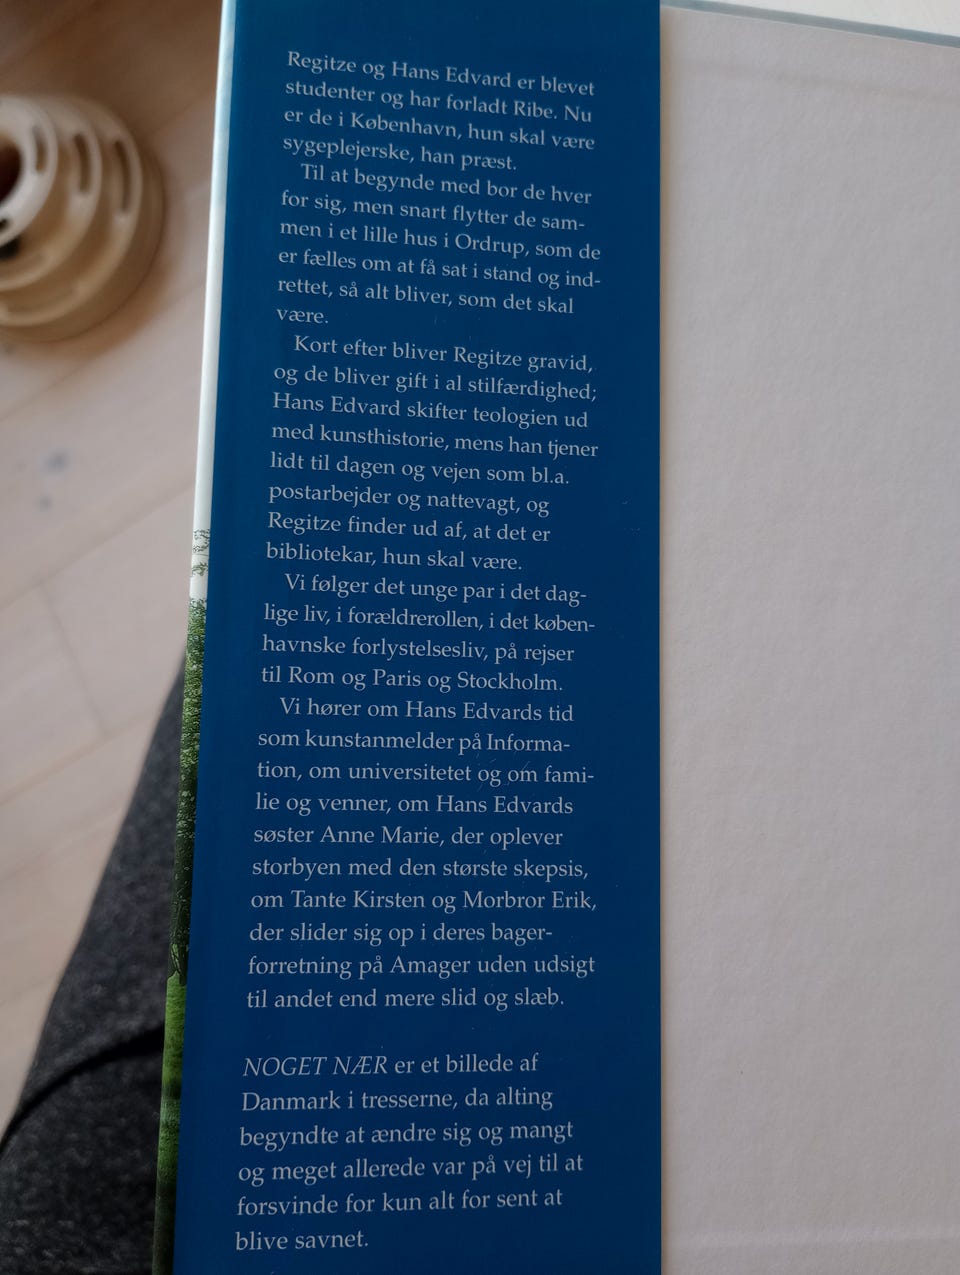 Regitze og Hans Edvard er blevet
studenter og har forladt Ribe. Nu
er de i København, hun skal være
sygeplejerske, han præst.
Til at begynde med bor de hver
for sig, men snart flytter de sam-
men i et lille hus i Ordrup, som de
er fælles om at få sat i stand og ind-
rettet, så alt bliver, som det skal
være.
Kort efter bliver Regitze gravid,
og de bliver gift i al stilfærdighed;
Hans Edvard skifter teologien ud
med kunsthistorie, mens han tjener
lidt til dagen og vejen som bl.a.
postarbejder og nattevagt, og
Regitze finder ud af, at det er
bibliotekar, hun skal være.
Vi følger det unge par i det dag-
lige liv, i forældrerollen, i det køben-
havnske forlystelsesliv, på rejser
til Rom og Paris og Stockholm.
Vi hører om Hans Edvards tid
som kunstanmelder på Informa-
tion, om universitetet og om fami-
lie og venner, om Hans Edvards
søster Anne Marie, der oplever
storbyen med den største skepsis,
om Tante Kirsten og Morbror Erik,
der slider sig op i deres bager-
forretning på Amager uden udsigt
til andet end mere slid og slæb.
NOGET NÆR er et billede af
Danmark i tresserne, da alting
begyndte at ændre sig og mangt
og meget allerede var på vej til at
forsvinde for kun alt for sent at
blive savnet.